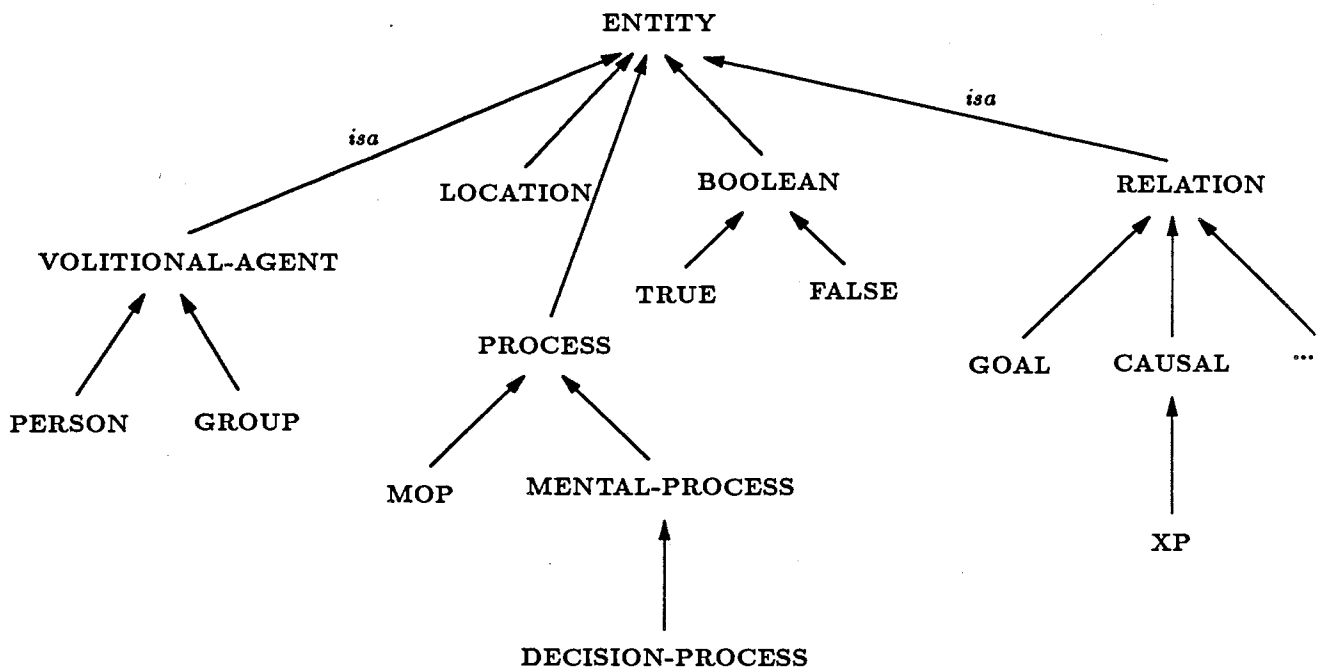 ENTITY
isa
isa
LOCATION
BOOLEAN
RELATION
VOLITIONAL-AGENT
TRUE
FALSE
PROCESS
GOAL
CAUSAL
...
PERSON
GROUP
MOP
MENTAL-PROCESS
XP
DECISION-PROCESS